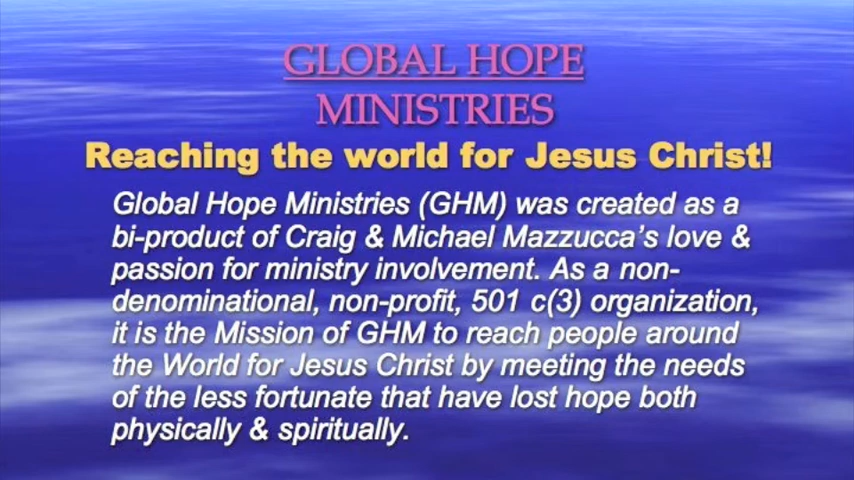 GLOBAL HOPE
MINISTRIES
Reaching the world for Jesus Christ!
Global Hope Ministries (GHM) was created as a
bi-product of Craig & Michael Mazzucca's love &
passion for ministry involvement. As a non-
denominational, non-profit, 501 c(3) organization,
it is the Mission of GHM to reach people around
the World for Jesus Christ by meeting the needs
of the less fortunate that have lost hope both
physically & spiritually.